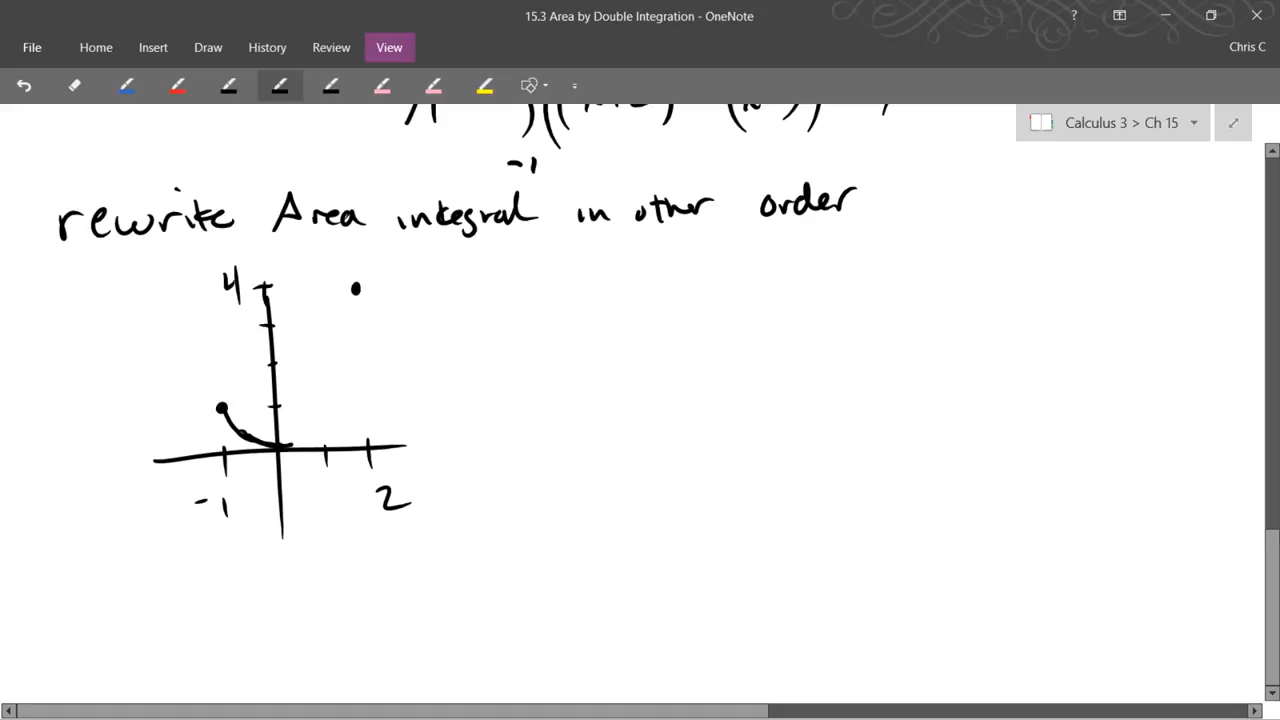 15.3 Area by Double Integration - OneNote
?
File Home Insert Draw History Review View
Chris C
Calculus 3 > Ch 15
-1
rewrite Area integral in other order
4
-1
2